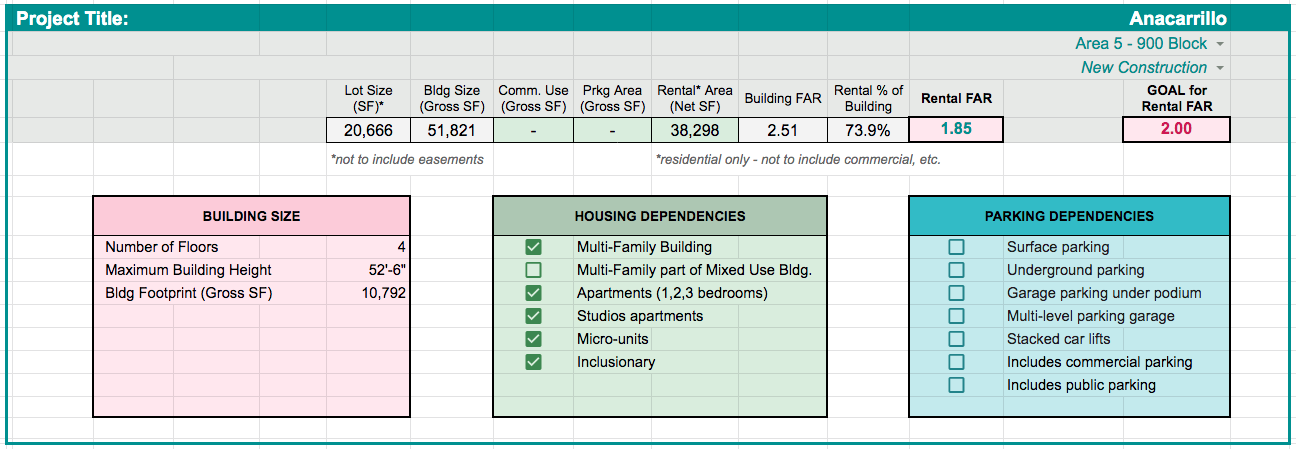 Project Title: Anacarrillo
Area 5 - 900 Block
New Construction
Lot Size (SF)* Bldg Size (Gross SF) Comm. Use (Gross SF) Prkg Area (Gross SF) Rental* Area (Net SF) Building FAR Rental % of Building Rental FAR GOAL for Rental FAR
20,666 51,821 - - 38,298 2.51 73.9% 1.85 2.00
*not to include easements *residential only - not to include commercial, etc.
BUILDING SIZE
Number of Floors 4
Maximum Building Height 52'-6"
Bldg Footprint (Gross SF) 10,792
HOUSING DEPENDENCIES
Multi-Family Building
Multi-Family part of Mixed Use Bldg.
Apartments (1,2,3 bedrooms)
Studios apartments
Micro-units
Inclusionary
PARKING DEPENDENCIES
Surface parking
Underground parking
Garage parking under podium
Multi-level parking garage
Stacked car lifts
Includes commercial parking
Includes public parking